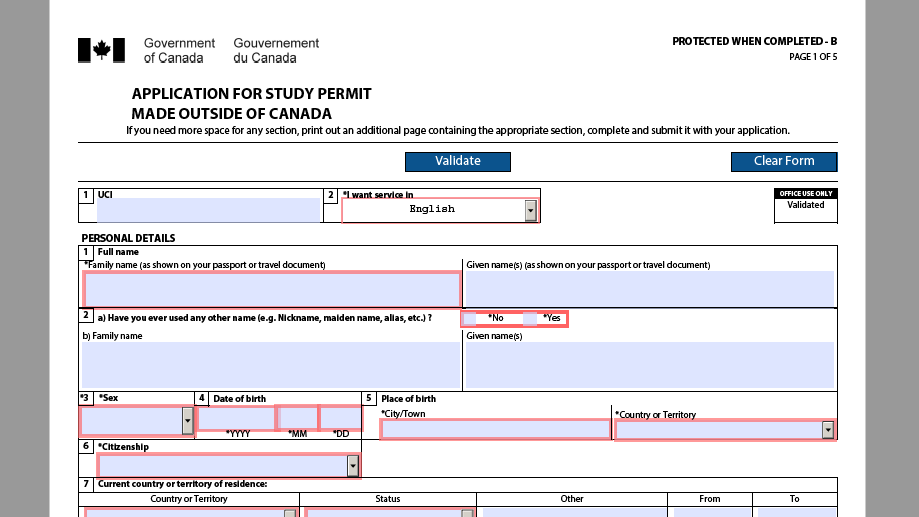 Government of Canada
Gouvernement du Canada
PROTECTED WHEN COMPLETED - B
PAGE 1 OF 5
APPLICATION FOR STUDY PERMIT
MADE OUTSIDE OF CANADA
If you need more space for any section, print out an additional page containing the appropriate section, complete and submit it with your application.
Validate
Clear Form
1 UCI
2 *I want service in
English
OFFICE USE ONLY
Validated
PERSONAL DETAILS
1 Full name
*Family name (as shown on your passport or travel document)
Given name(s) (as shown on your passport or travel document)
2 a) Have you ever used any other name (e.g. Nickname, maiden name, alias, etc.) ?
*No *Yes
b) Family name
Given name(s)
*3 *Sex
4 Date of birth
*YYYY *MM *DD
5 Place of birth
*City/Town
*Country or Territory
6 *Citizenship
7 Current country or territory of residence:
Country or Territory Status Other From To